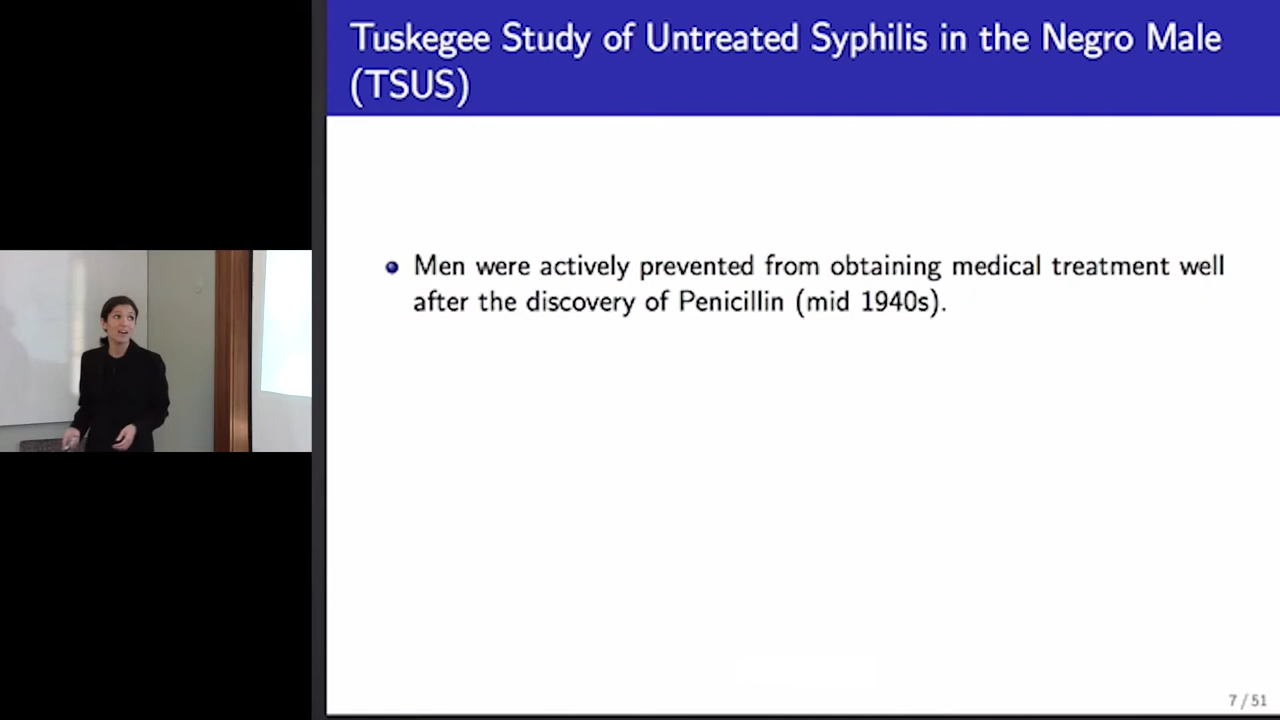 Tuskegee Study of Untreated Syphilis in the Negro Male
(TSUS)
Men were actively prevented from obtaining medical treatment well
after the discovery of Penicillin (mid 1940s).
7 / 51